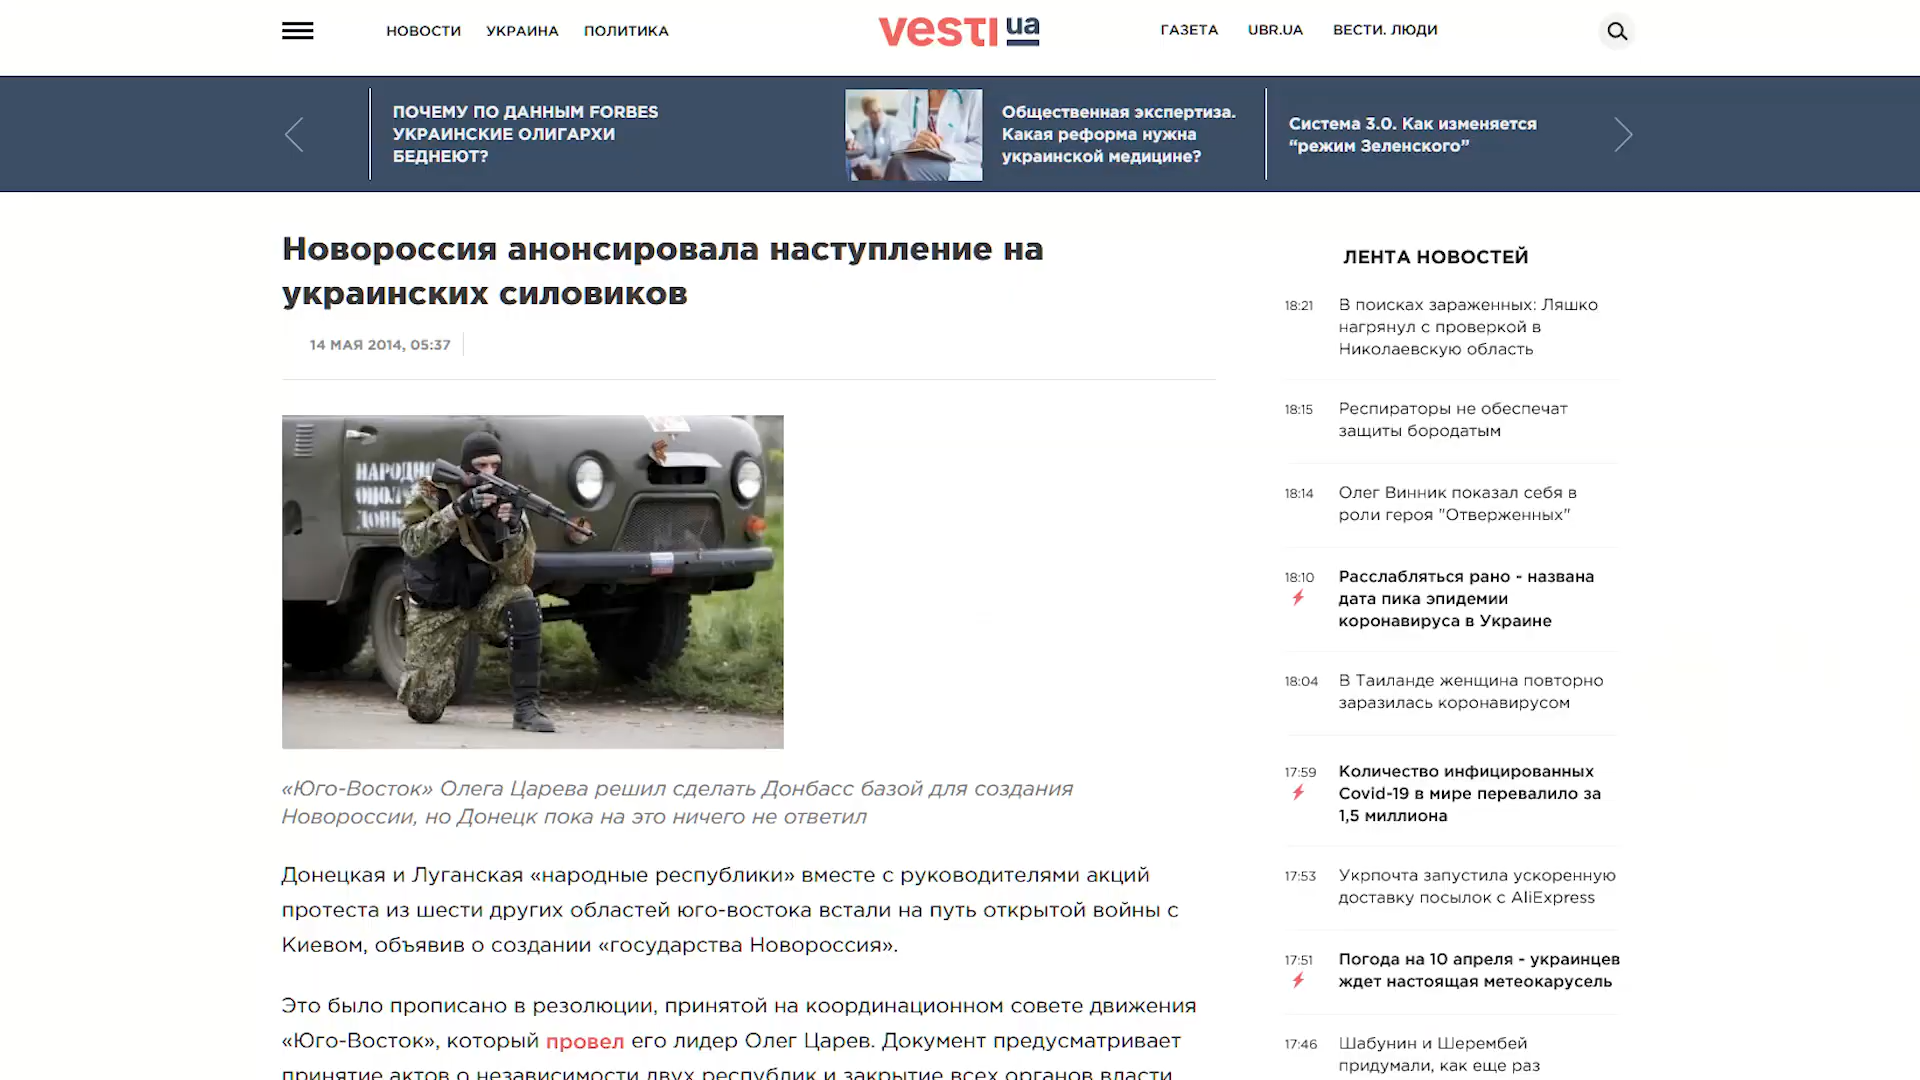 НОВОСТИ УКРАИНА ПОЛИТИКА
vesti ua
ГАЗЕТА UBR.UA ВЕСТИ. ЛЮДИ
ПОЧЕМУ ПО ДАННЫМ FORBES
УКРАИНСКИЕ ОЛИГАРХИ
БЕДНЕЮТ?
Общественная экспертиза.
Какая реформа нужна
украинской медицине?
Система 3.0. Как изменяется
“режим Зеленского”
Новороссия анонсировала наступление на
украинских силовиков
14 МАЯ 2014, 05:37
«Юго-Восток» Олега Царева решил сделать Донбасс базой для создания
Новороссии, но Донецк пока на это ничего не ответил
Донецкая и Луганская «народные республики» вместе с руководителями акций
протеста из шести других областей юго-востока встали на путь открытой войны с
Киевом, объявив о создании «государства Новороссия».
Это было прописано в резолюции, принятой на координационном совете движения
«Юго-Восток», который провел его лидер Олег Царев. Документ предусматривает
принятие актов о независимости двух республик и закрытие всех органов власти
ЛЕНТА НОВОСТЕЙ
18:21 В поисках зараженных: Ляшко
нагрянул с проверкой в
Николаевскую область
18:15 Респираторы не обеспечат
защиты бородатым
18:14 Олег Винник показал себя в
роли героя "Отверженных"
18:10 Расслабляться рано - названа
дата пика эпидемии
коронавируса в Украине
18:04 В Таиланде женщина повторно
заразилась коронавирусом
17:59 Количество инфицированных
Covid-19 в мире перевалило за
1,5 миллиона
17:53 Укрпочта запустила ускоренную
доставку посылок с AliExpress
17:51 Погода на 10 апреля - украинцев
ждет настоящая метеокарусель
17:46 Шабунин и Шерембей
придумали, как еще раз